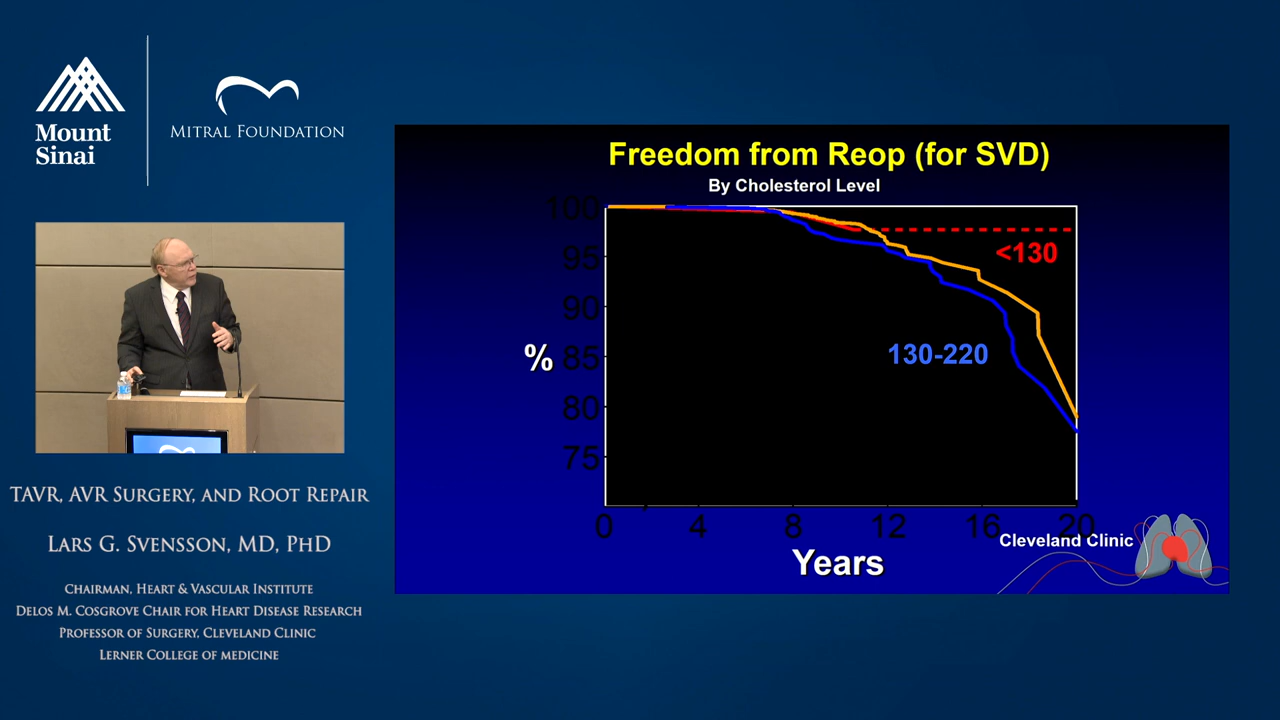 Mount
Sinai
Mitral Foundation
TAVR, AVR Surgery, and Root Repair
Lars G. Svensson, MD, PhD
Chairman, Heart & Vascular Institute
Delos M. Cosgrove Chair for Heart Disease Research
Professor of Surgery, Cleveland Clinic
Lerner College of medicine
Freedom from Reop (for SVD)
By Cholesterol Level
100
95
90
%
85
80
75
<130
130-220
0 4 8 12 16 20
Years
Cleveland Clinic